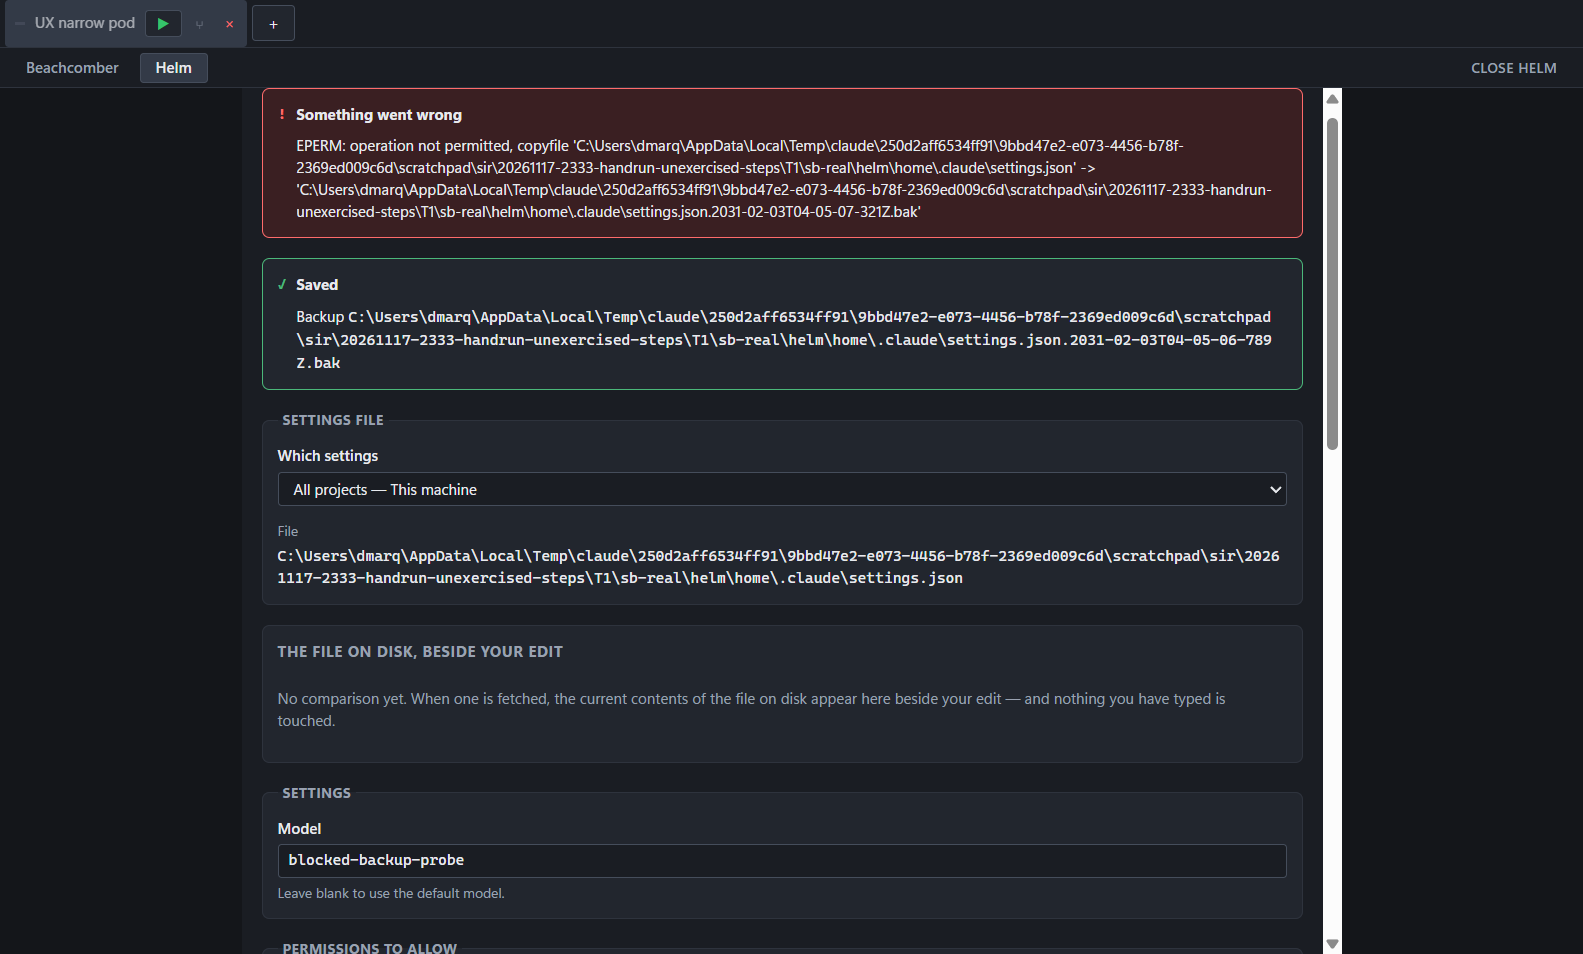 UX narrow pod
+
Beachcomber
Helm
CLOSE HELM
! Something went wrong
EPERM: operation not permitted, copyfile 'C:\Users\dmarq\AppData\Local\Temp\claude\250d2aff6534ff91\9bbd47e2-e073-4456-b78f-
2369ed009c6d\scratchpad\sir\20261117-2333-handrun-unexercised-steps\T1\sb-real\helm\home\.claude\settings.json' ->
'C:\Users\dmarq\AppData\Local\Temp\claude\250d2aff6534ff91\9bbd47e2-e073-4456-b78f-2369ed009c6d\scratchpad\sir\20261117-2333-handrun-
unexercised-steps\T1\sb-real\helm\home\.claude\settings.json.2031-02-03T04-05-07-321Z.bak'
✓ Saved
Backup C:\Users\dmarq\AppData\Local\Temp\claude\250d2aff6534ff91\9bbd47e2-e073-4456-b78f-2369ed009c6d\scratchpad
\sir\20261117-2333-handrun-unexercised-steps\T1\sb-real\helm\home\.claude\settings.json.2031-02-03T04-05-06-789
Z.bak
SETTINGS FILE
Which settings
All projects — This machine
File
C:\Users\dmarq\AppData\Local\Temp\claude\250d2aff6534ff91\9bbd47e2-e073-4456-b78f-2369ed009c6d\scratchpad\sir\2026
1117-2333-handrun-unexercised-steps\T1\sb-real\helm\home\.claude\settings.json
THE FILE ON DISK, BESIDE YOUR EDIT
No comparison yet. When one is fetched, the current contents of the file on disk appear here beside your edit — and nothing you have typed is
touched.
SETTINGS
Model
blocked-backup-probe
Leave blank to use the default model.
PERMISSIONS TO ALLOW